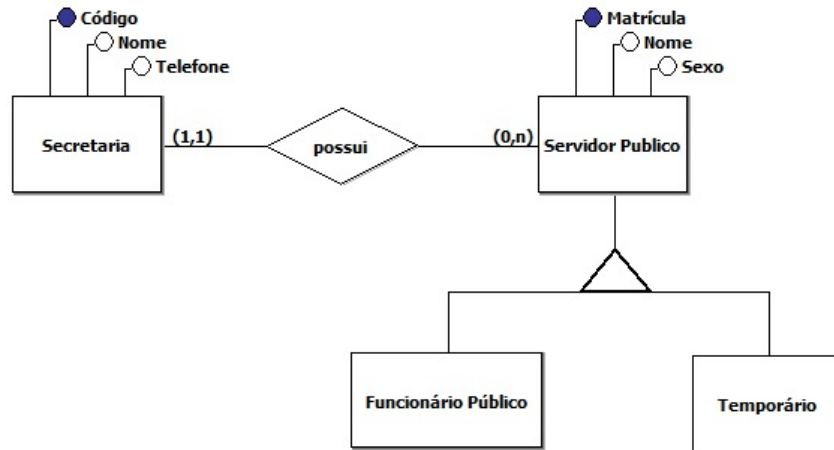 Código
Nome
Telefone
Matrícula
Nome
Sexo
Secretaria
(1,1)
possui
(0,n)
Servidor Publico
Funcionário Público
Temporário